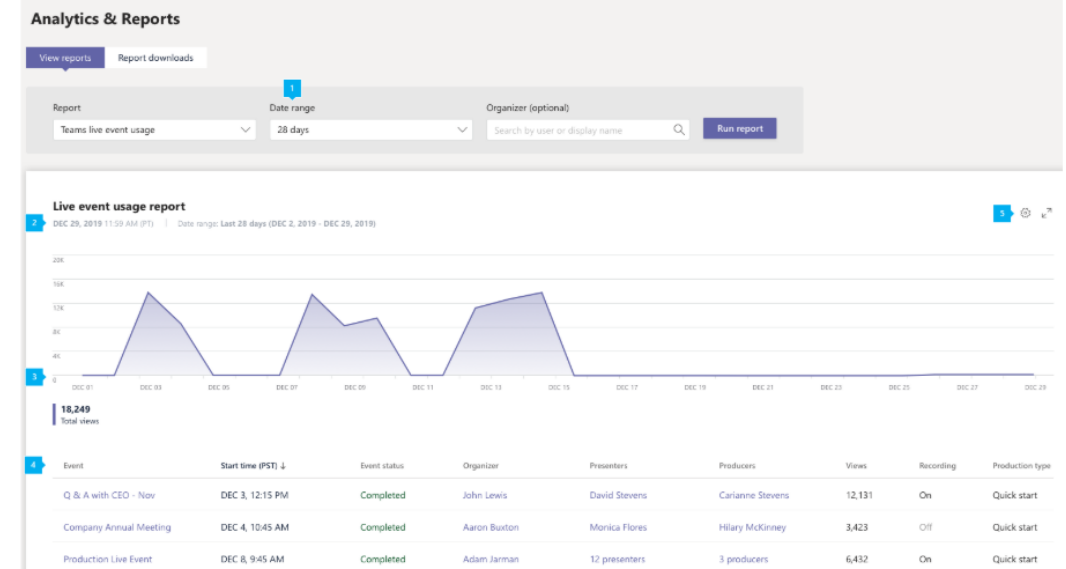 Analytics & Reports
View reports Report downloads
1
Report Date range Organizer (optional)
Teams live event usage 28 days Search by user or display name Run report
Live event usage report
2 DEC 29, 2019 11:59 AM (PT) | Date range: Last 28 days (DEC 2, 2019 - DEC 29, 2019) 5
20K
16K
12K
8K
4K
3 0
DEC 01 DEC 03 DEC 05 DEC 07 DEC 09 DEC 11 DEC 13 DEC 15 DEC 17 DEC 19 DEC 21 DEC 23 DEC 25 DEC 27 DEC 29
18,249
Total views
4 Event Start time (PST) ↓ Event status Organizer Presenters Producers Views Recording Production type
Q & A with CEO - Nov DEC 3, 12:15 PM Completed John Lewis David Stevens Carianne Stevens 12,131 On Quick start
Company Annual Meeting DEC 4, 10:45 AM Completed Aaron Buxton Monica Flores Hilary McKinney 3,423 Off Quick start
Production Live Event DEC 8, 9:45 AM Completed Adam Jarman 12 presenters 3 producers 6,432 On Quick start